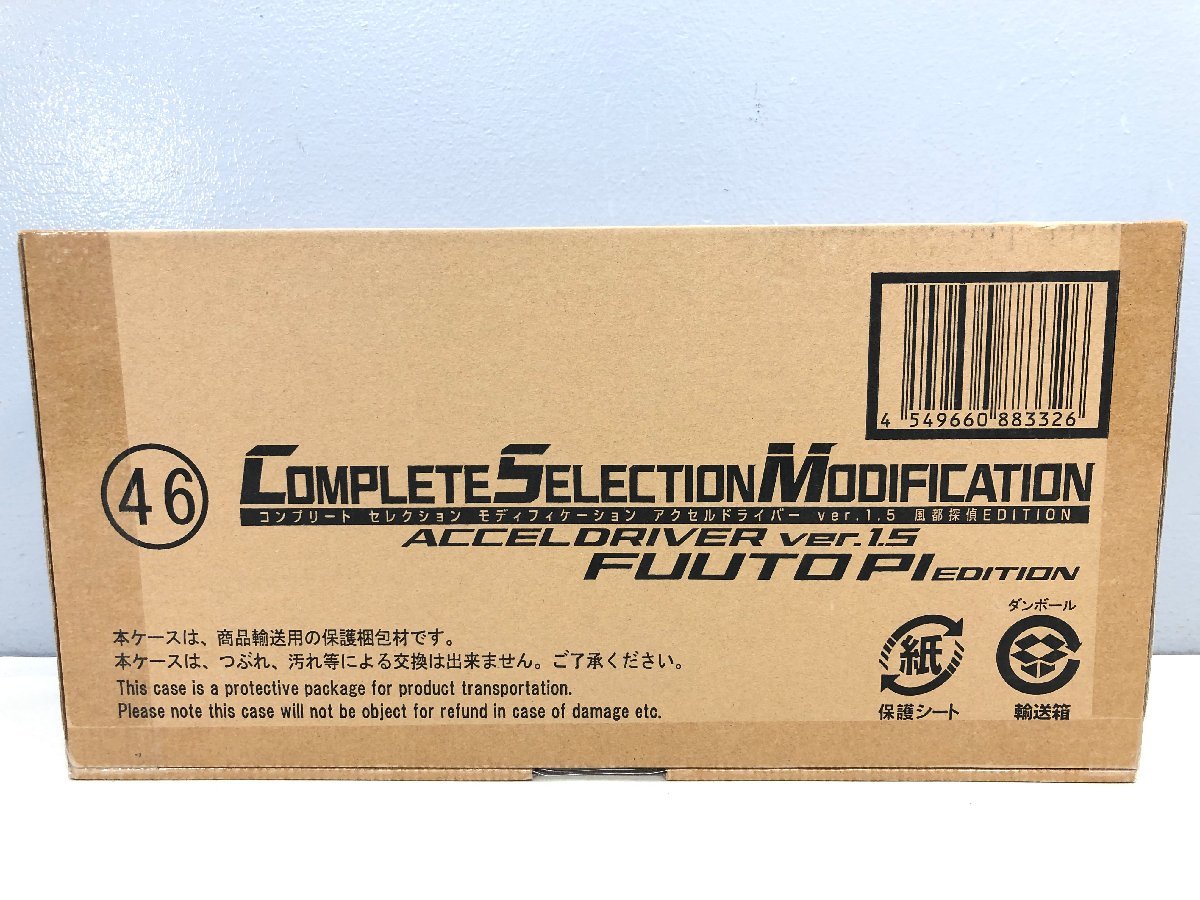 4 549660 883326
46
COMPLETE SELECTION MODIFICATION
コンプリート セレクション モディフィケーション アクセルドライバー ver.1.5 風都探偵EDITION
ACCELDRIVER ver.1.5
FUUTO PI EDITION
本ケースは、商品輸送用の保護梱包材です。
本ケースは、つぶれ、汚れ等による交換は出来ません。ご了承ください。
This case is a protective package for product transportation.
Please note this case will not be object for refund in case of damage etc.
紙
保護シート
ダンボール
輸送箱